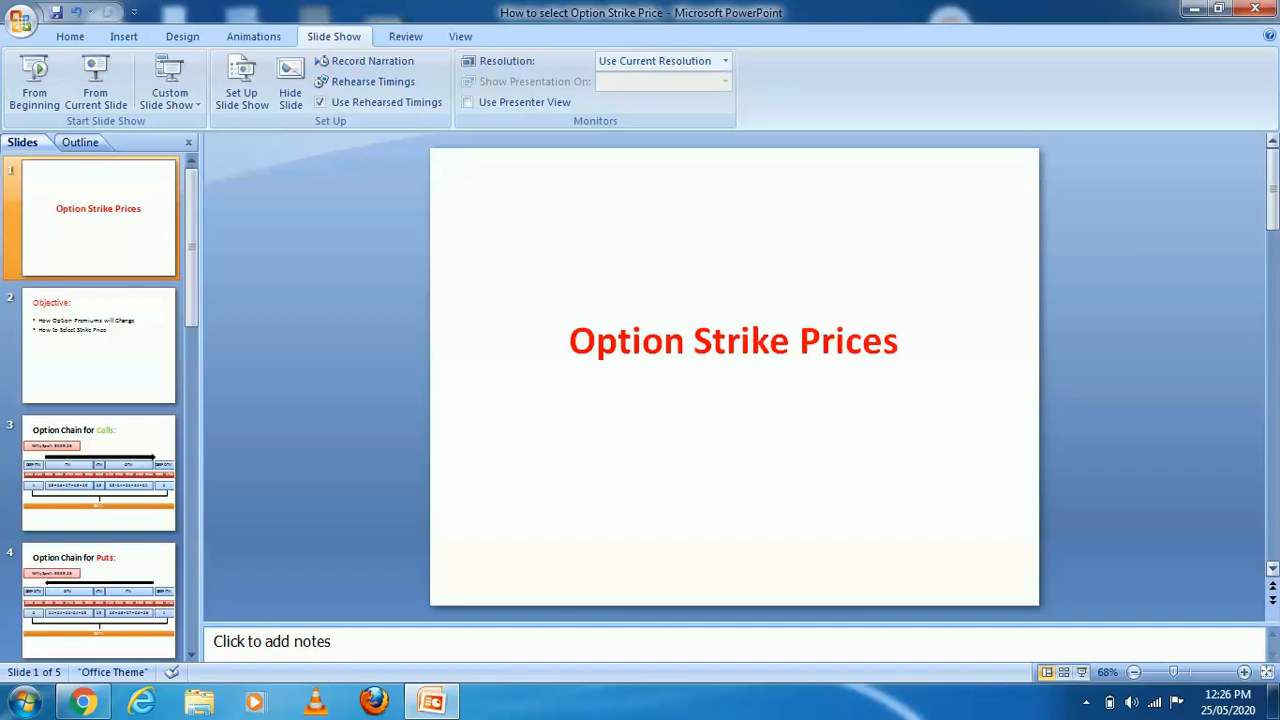 How to select Option Strike Price - Microsoft PowerPoint
Home Insert Design Animations Slide Show Review View
From Beginning
From Current Slide
Custom Slide Show
Start Slide Show
Set Up Slide Show
Hide Slide
Record Narration
Rehearse Timings
Use Rehearsed Timings
Set Up
Resolution: Use Current Resolution
Show Presentation On:
Use Presenter View
Monitors
Slides Outline
1
Option Strike Prices
2
Objective:
• How Option Premiums will Change
• How to Select Strike Price
3
Option Chain for Calls:
4
Option Chain for Puts:
Option Strike Prices
Click to add notes
Slide 1 of 5 "Office Theme" 68%
12:26 PM
25/05/2020